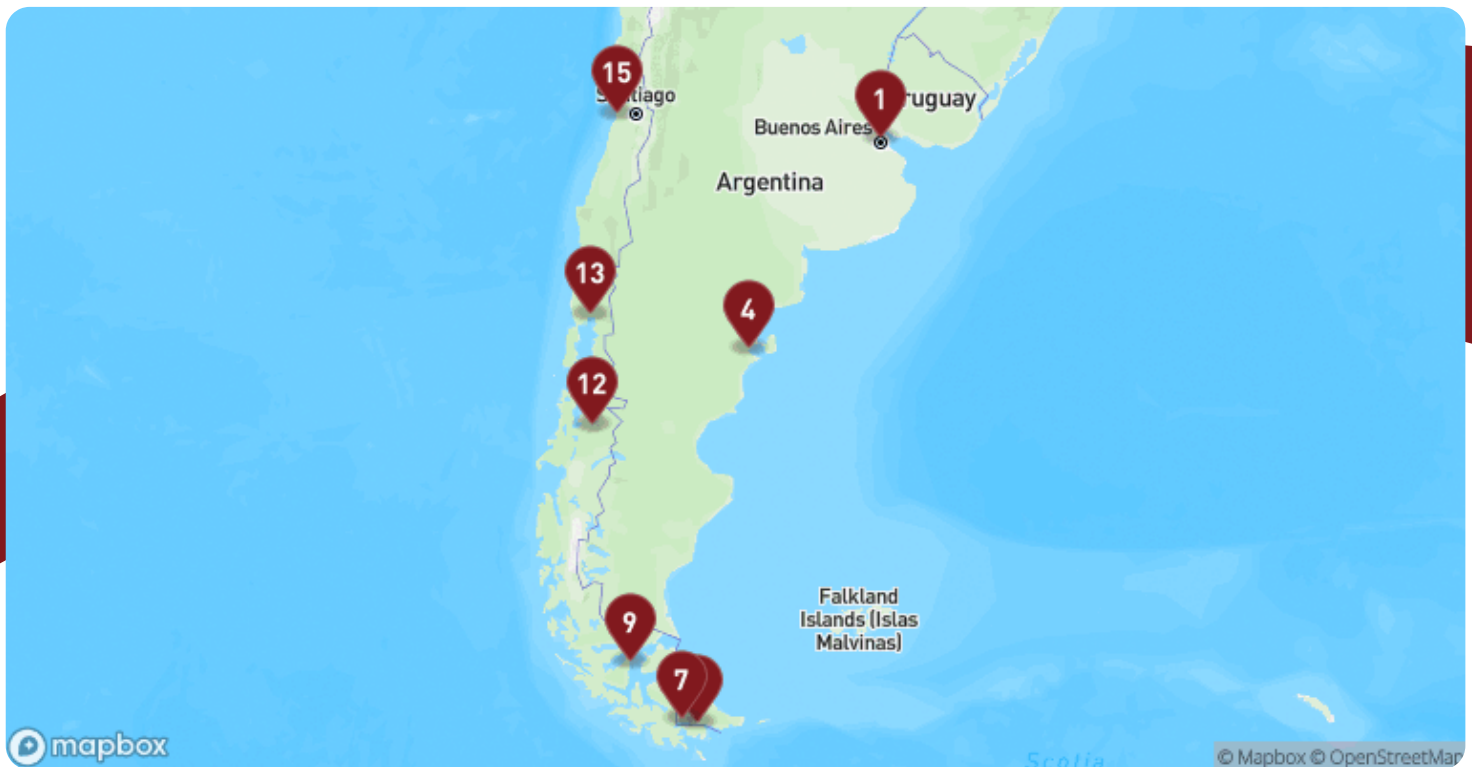 15
Santiago
1
Uruguay
Buenos Aires
Argentina
13
4
12
Falkland
Islands (Islas
Malvinas)
9
7
Scotia
mapbox
© Mapbox © OpenStreetMap